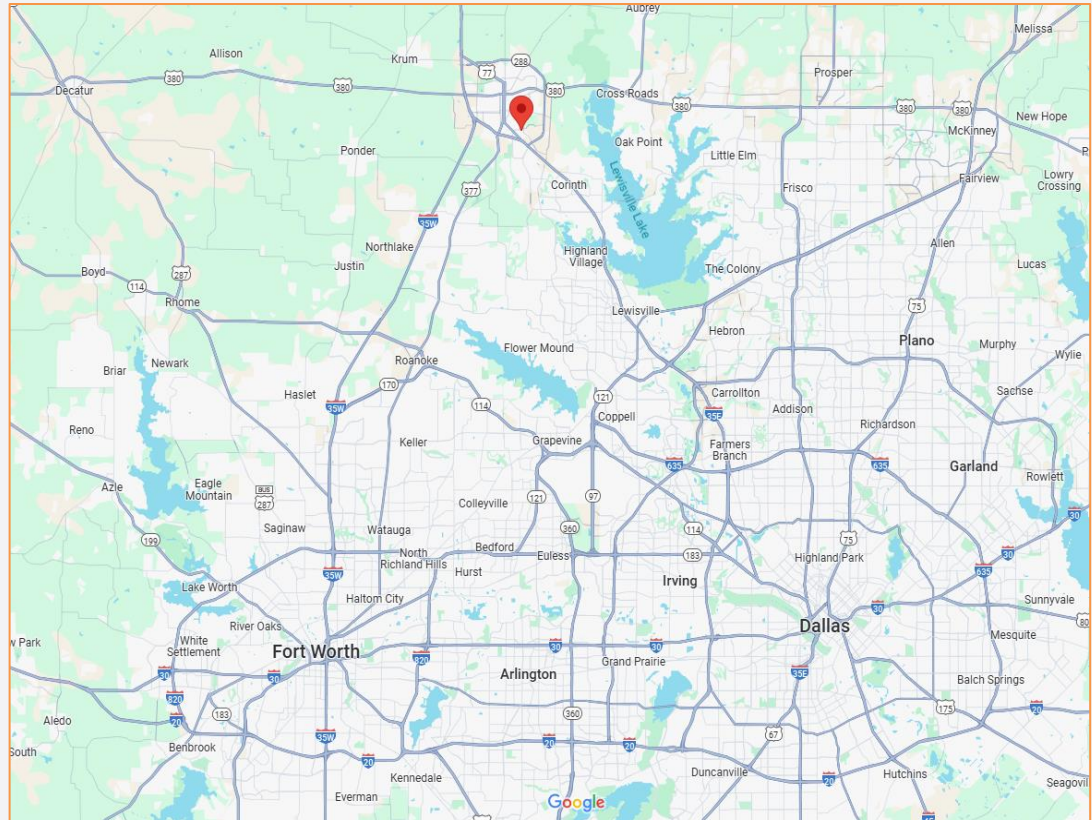 Aubrey
Melissa
Allison
Krum
288
77
Prosper
380
Decatur
380
380
Cross Roads
380
380
380
New Hope
McKinney
Oak Point
Ponder
Little Elm
Lowry
Crossing
Fairview
377
Corinth
Frisco
Lewisville Lake
35W
Northlake
Highland
Village
Allen
Justin
Boyd
287
The Colony
Lucas
114
Rhome
Lewisville
75
Hebron
Plano
Murphy
Flower Mound
Wylie
Newark
Roanoke
Briar
170
Sachse
Haslet
121
Carrollton
35W
114
35E
Addison
Coppell
Richardson
Reno
Keller
Grapevine
Farmers
Branch
635
635
Garland
Rowlett
Azle
Eagle
Mountain
BUS
287
121
97
30
Colleyville
360
114
Saginaw
Watauga
199
75
North
Richland Hills
Bedford
Euless
183
Highland Park
30
Hurst
635
35W
Irving
Lake Worth
Haltom City
Sunnyvale
30
River Oaks
80
Dallas
White
Settlement
Fort Worth
30
30
Mesquite
820
Grand Prairie
30
30
Arlington
35E
Balch Springs
820
183
360
175
20
Aledo
20
67
South
Benbrook
35W
20
20
20
Duncanville
20
Hutchins
Kennedale
Seagovil
Everman
Google